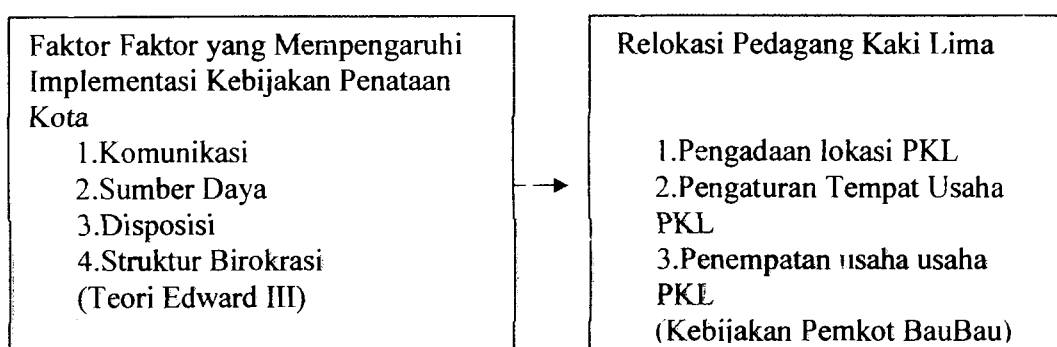 Faktor Faktor yang Mempengaruhi
Implementasi Kebijakan Penataan
Kota
1.Komunikasi
2.Sumber Daya
3.Disposisi
4.Struktur Birokrasi
(Teori Edward III)
Relokasi Pedagang Kaki Lima
1.Pengadaan lokasi PKL
2.Pengaturan Tempat Usaha
PKL
3.Penempatan usaha usaha
PKL
(Kebijakan Pemkot BauBau)